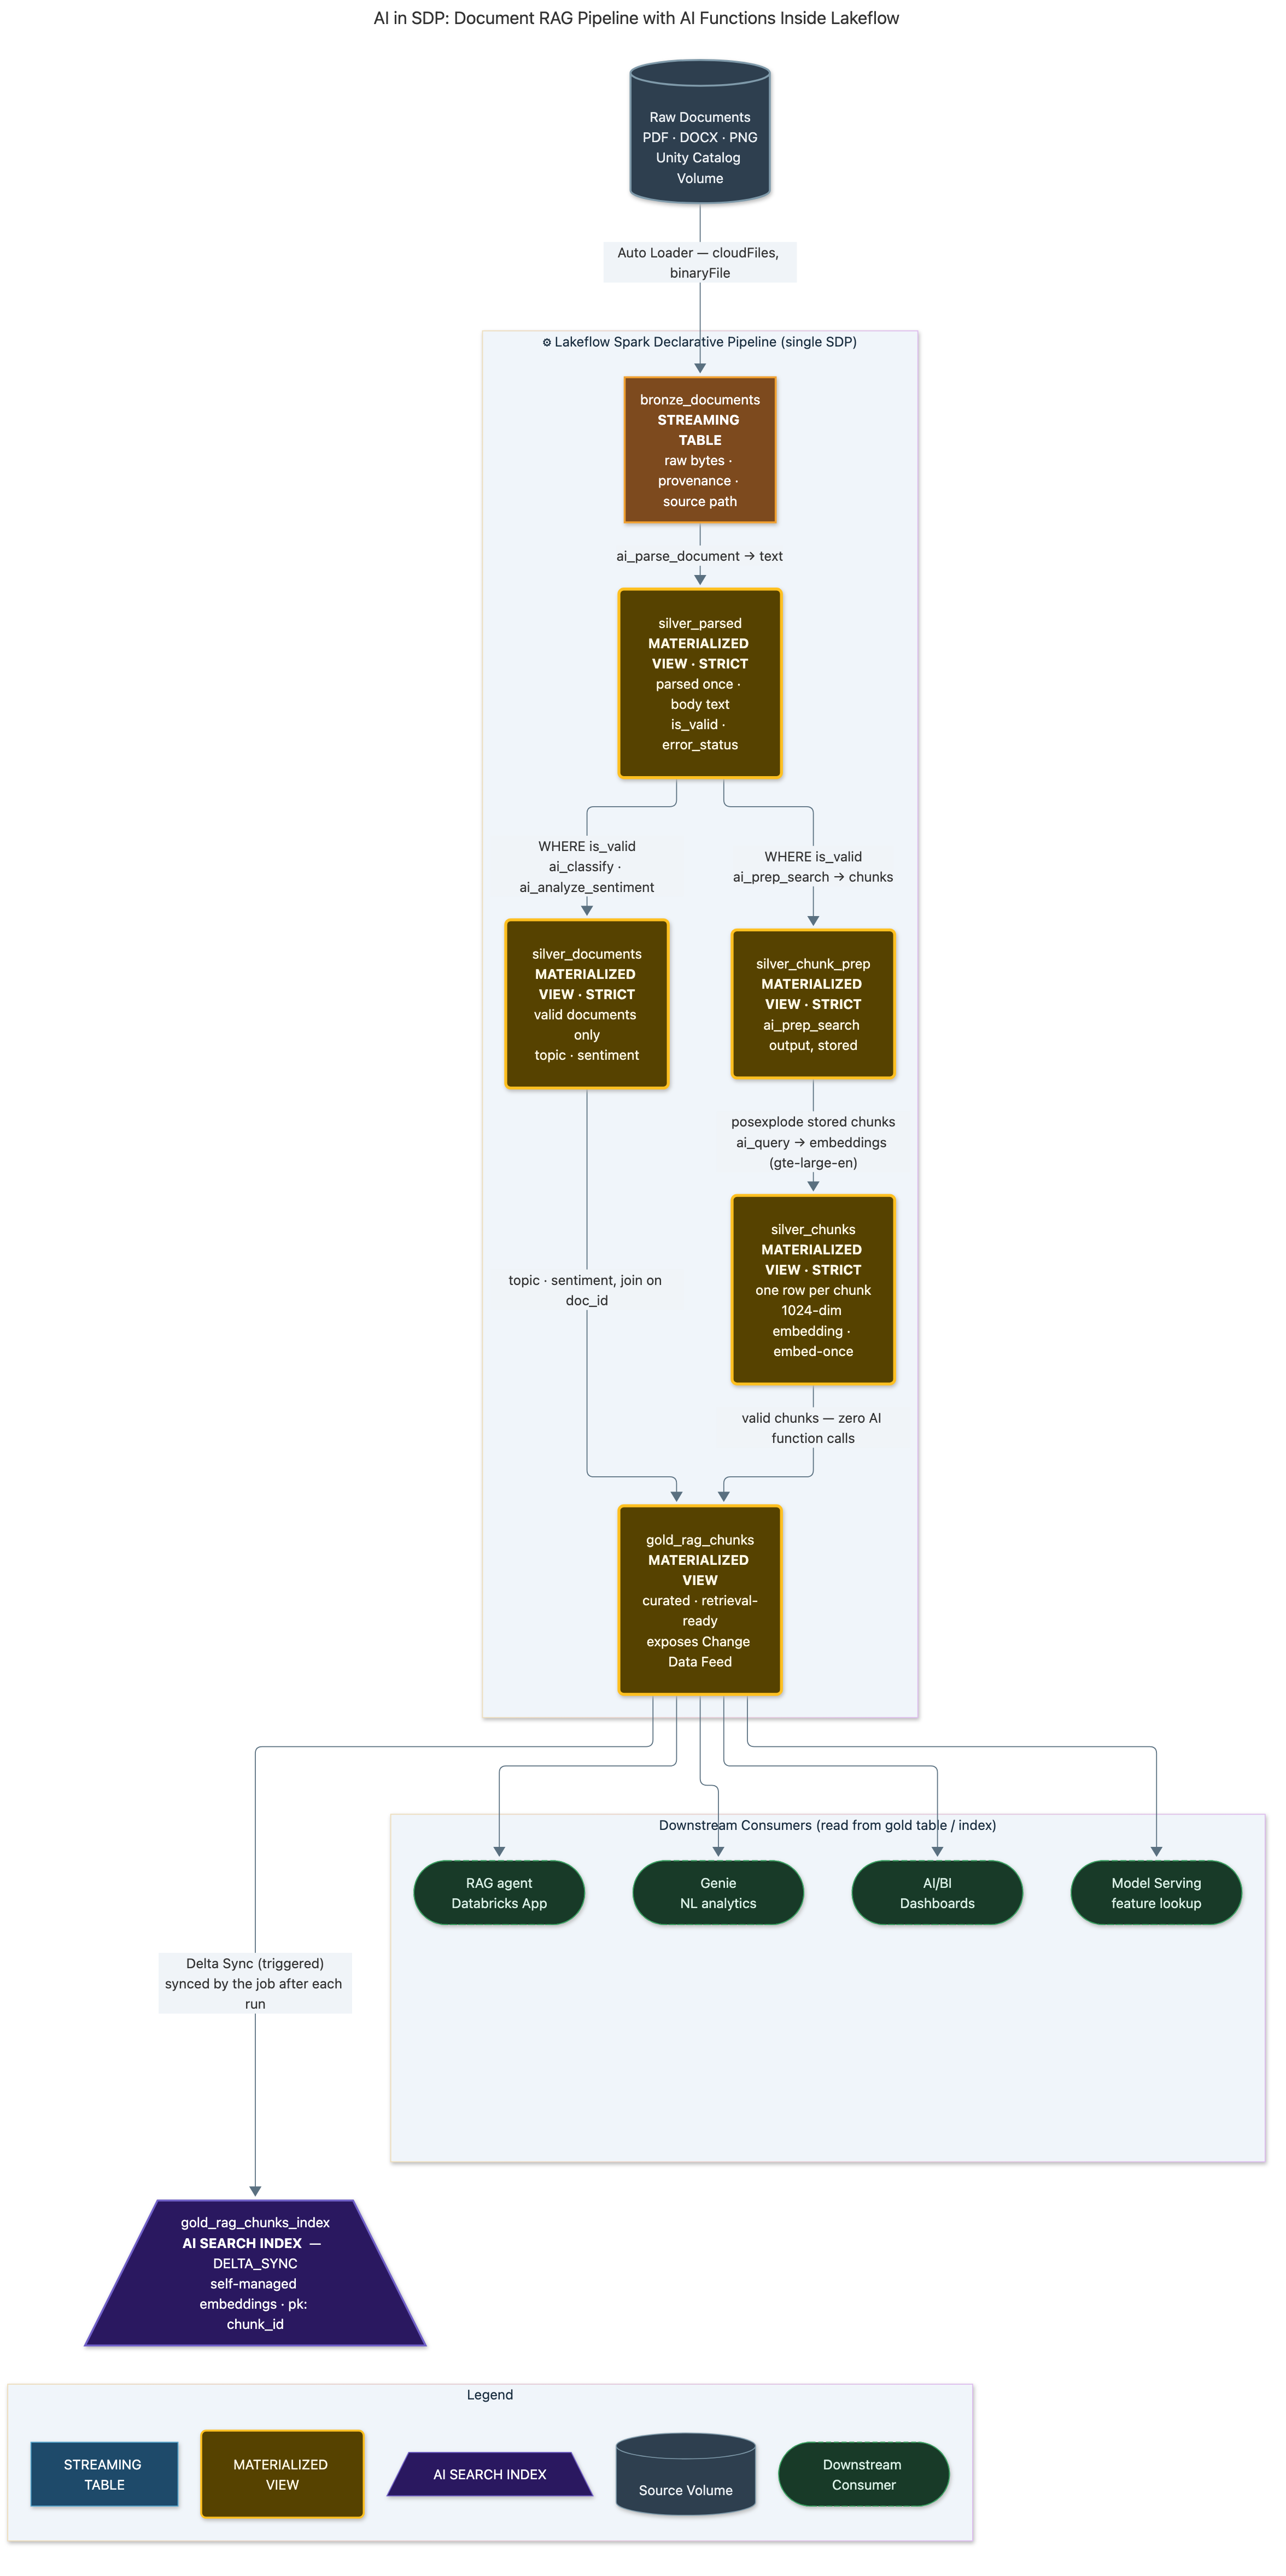 AI in SDP: Document RAG Pipeline with AI Functions Inside Lakeflow
Raw Documents
PDF · DOCX · PNG
Unity Catalog
Volume
Auto Loader — cloudFiles,
binaryFile
⚙ Lakeflow Spark Declarative Pipeline (single SDP)
bronze_documents
STREAMING
TABLE
raw bytes ·
provenance ·
source path
ai_parse_document → text
silver_parsed
MATERIALIZED
VIEW · STRICT
parsed once ·
body text
is_valid ·
error_status
WHERE is_valid
ai_classify ·
ai_analyze_sentiment
WHERE is_valid
ai_prep_search → chunks
silver_documents
MATERIALIZED
VIEW · STRICT
valid documents
only
topic · sentiment
silver_chunk_prep
MATERIALIZED
VIEW · STRICT
ai_prep_search
output, stored
posexplode stored chunks
ai_query → embeddings
(gte-large-en)
silver_chunks
MATERIALIZED
VIEW · STRICT
one row per chunk
1024-dim
embedding ·
embed-once
topic · sentiment, join on
doc_id
valid chunks — zero AI
function calls
gold_rag_chunks
MATERIALIZED
VIEW
curated · retrieval-
ready
exposes Change
Data Feed
Downstream Consumers (read from gold table / index)
RAG agent
Databricks App
Genie
NL analytics
AI/BI
Dashboards
Model Serving
feature lookup
Delta Sync (triggered)
synced by the job after each
run
gold_rag_chunks_index
AI SEARCH INDEX —
DELTA_SYNC
self-managed
embeddings · pk:
chunk_id
Legend
STREAMING
TABLE
MATERIALIZED
VIEW
AI SEARCH INDEX
Source Volume
Downstream
Consumer